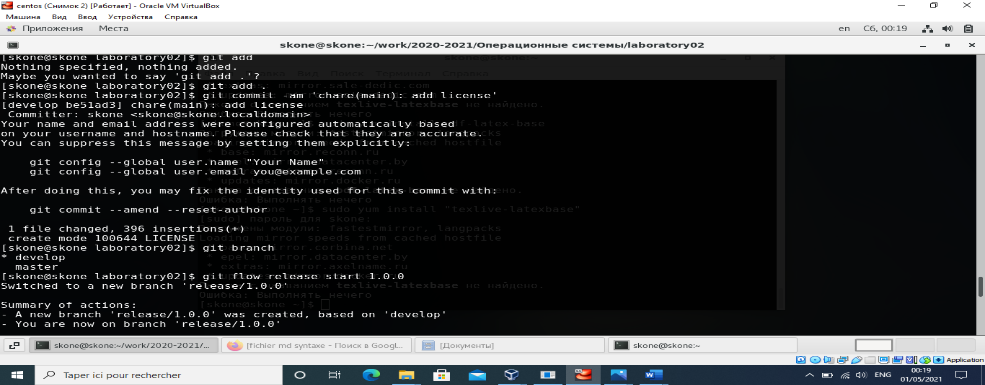 centos (Снимок 2) [Работает] - Oracle VM VirtualBox
Машина Вид Ввод Устройства Справка
Приложения Места en Сб, 00:19
skone@skone:~/work/2020-2021/Операционные системы/laboratory02
[skone@skone laboratory02]$ git add
Nothing specified, nothing added.
Maybe you wanted to say 'git add .'?
[skone@skone laboratory02]$ git add .
[skone@skone laboratory02]$ git commit -am 'chare(main): add license'
[develop be51ad3] chare(main): add license
Committer: skone <skone@skone.localdomain>
Your name and email address were configured automatically based
on your username and hostname. Please check that they are accurate.
You can suppress this message by setting them explicitly:
git config --global user.name "Your Name"
git config --global user.email you@example.com
After doing this, you may fix the identity used for this commit with:
git commit --amend --reset-author
1 file changed, 396 insertions(+)
create mode 100644 LICENSE
[skone@skone laboratory02]$ git branch
* develop
master
[skone@skone laboratory02]$ git flow release start 1.0.0
Switched to a new branch 'release/1.0.0'
Summary of actions:
- A new branch 'release/1.0.0' was created, based on 'develop'
- You are now on branch 'release/1.0.0'
skone@skone:~/work/2020-2021/... [fichier md syntaxe - Поиск в Googl... [Документы] skone@skone:~
Application
Taper ici pour rechercher ENG 00:19
01/05/2021